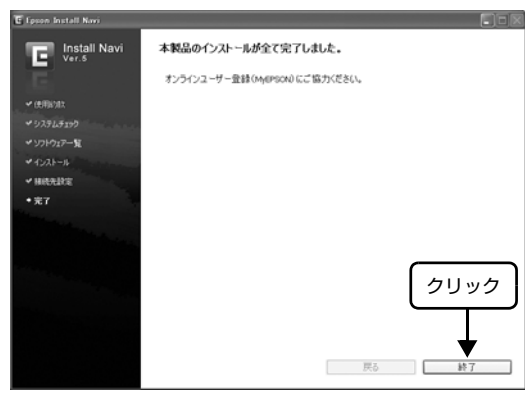 Epson Install Navi
E
Install Navi
Ver.5
本製品のインストールが全て完了しました。
オンラインユーザー登録(MyEPSON)にご協力ください。
使用約款
システムチェック
ソフトウェア一覧
インストール
接続先設定
完了
クリック
戻る
終了